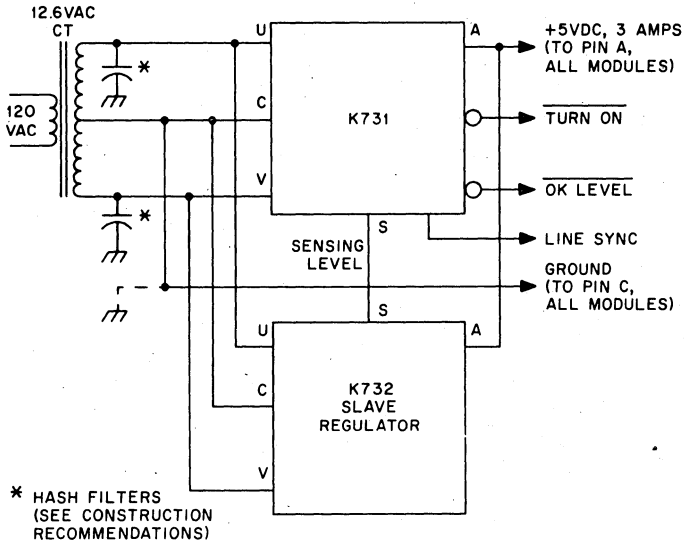 12.6VAC
CT
120
VAC
*
*
U
C
V
K731
A
+5VDC, 3 AMPS
(TO PIN A,
ALL MODULES)
TURN ON
OK LEVEL
S
SENSING
LEVEL
LINE SYNC
GROUND
(TO PIN C,
ALL MODULES)
S
U
C
V
A
K732
SLAVE
REGULATOR
* HASH FILTERS
(SEE CONSTRUCTION
RECOMMENDATIONS)